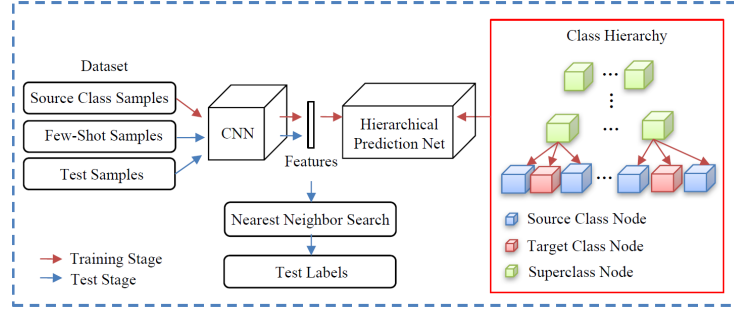 Dataset
Source Class Samples
Few-Shot Samples
Test Samples
CNN
Features
Hierarchical
Prediction Net
Nearest Neighbor Search
Test Labels
Training Stage
Test Stage
Class Hierarchy
...
...
...
...
Source Class Node
Target Class Node
Superclass Node